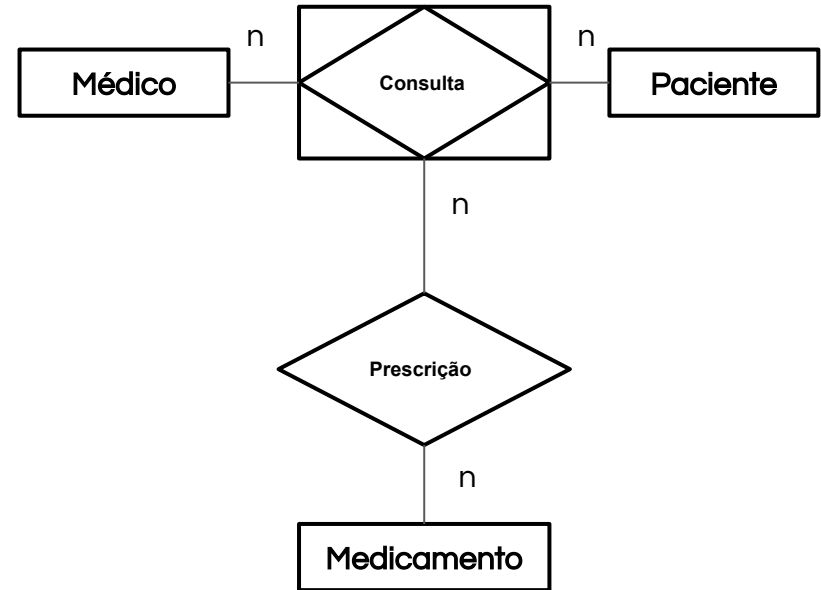 n
n
Médico
Consulta
Paciente
n
Prescrição
n
Medicamento